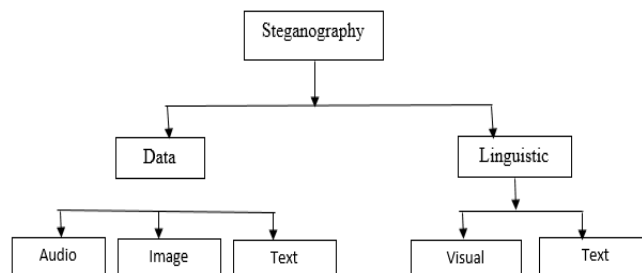 Steganography
Data
Linguistic
Audio
Image
Text
Visual
Text